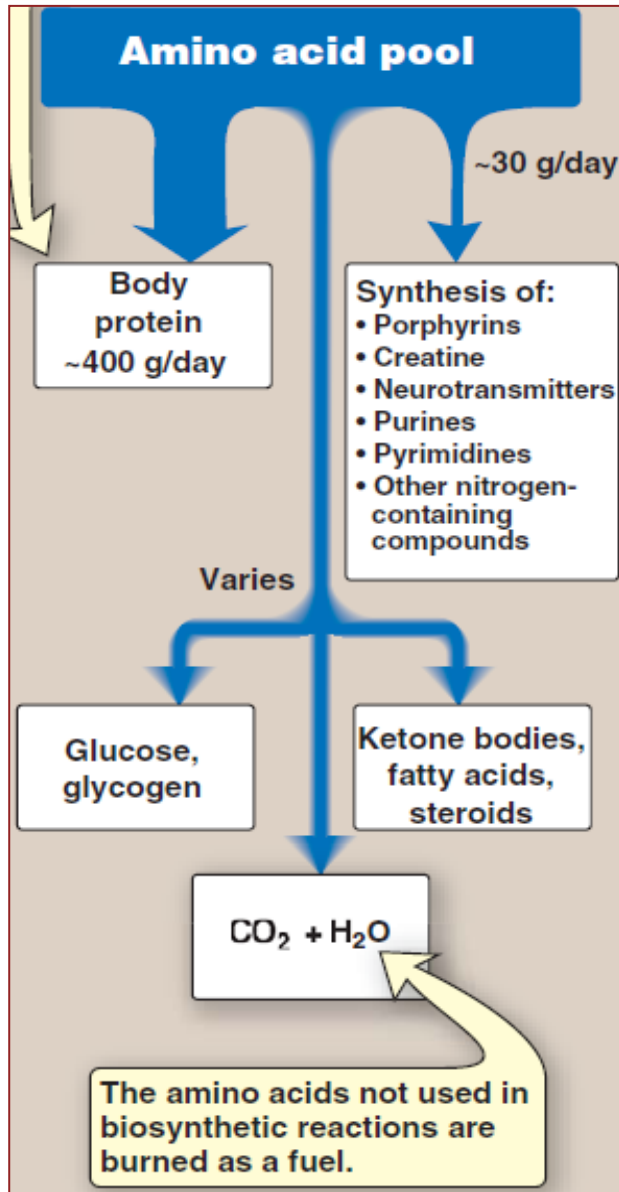 Amino acid pool
~30 g/day
Body
protein
~400 g/day
Synthesis of:
• Porphyrins
• Creatine
• Neurotransmitters
• Purines
• Pyrimidines
• Other nitrogen-
containing
compounds
Varies
Glucose,
glycogen
Ketone bodies,
fatty acids,
steroids
CO₂ + H₂O
The amino acids not used in
biosynthetic reactions are
burned as a fuel.